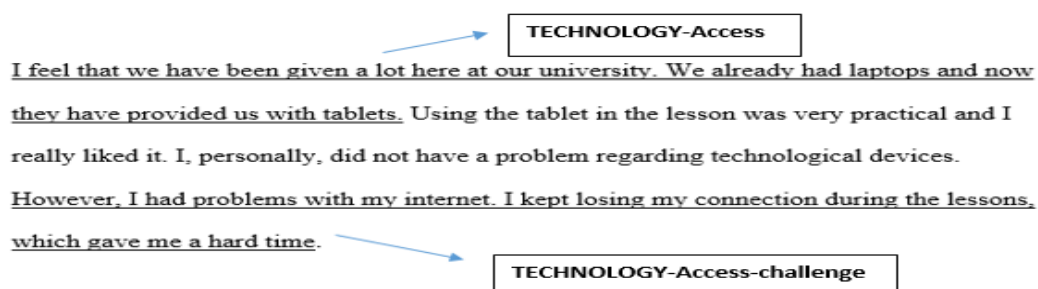 TECHNOLOGY-Access
I feel that we have been given a lot here at our university. We already had laptops and now
they have provided us with tablets. Using the tablet in the lesson was very practical and I
really liked it. I, personally, did not have a problem regarding technological devices.
However, I had problems with my internet. I kept losing my connection during the lessons,
which gave me a hard time.
TECHNOLOGY-Access-challenge